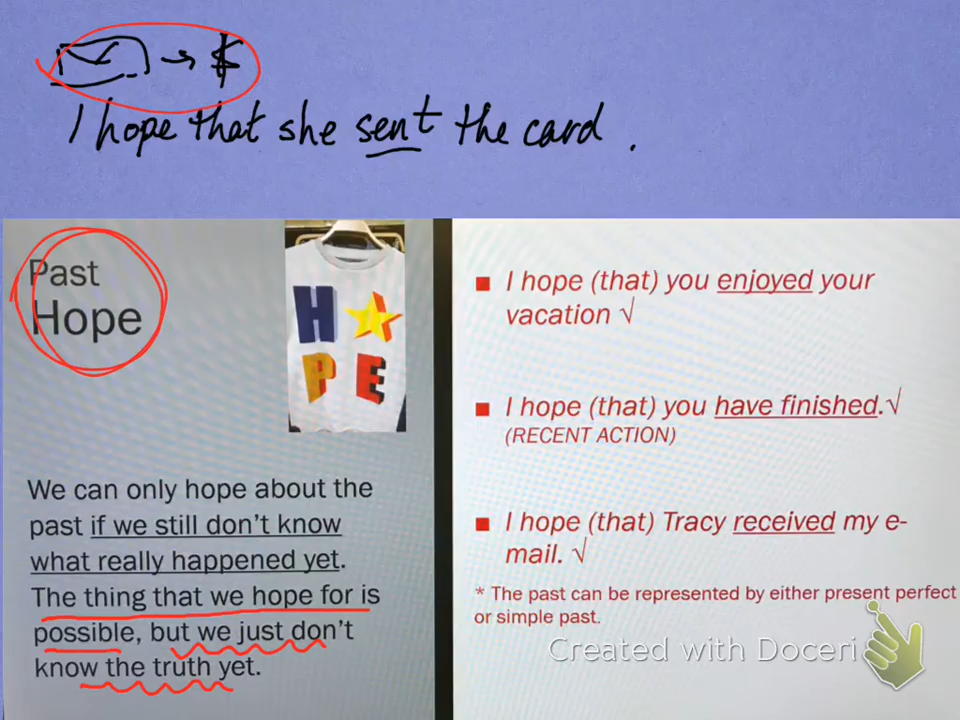 $
I hope that she sent the card.
Past
Hope
H PE
We can only hope about the
past if we still don't know
what really happened yet.
The thing that we hope for is
possible, but we just don't
know the truth yet.
■ I hope (that) you enjoyed your
vacation √
■ I hope (that) you have finished.√
(RECENT ACTION)
■ I hope (that) Tracy received my e-
mail. √
* The past can be represented by either present perfect
or simple past.
Created with Doceri